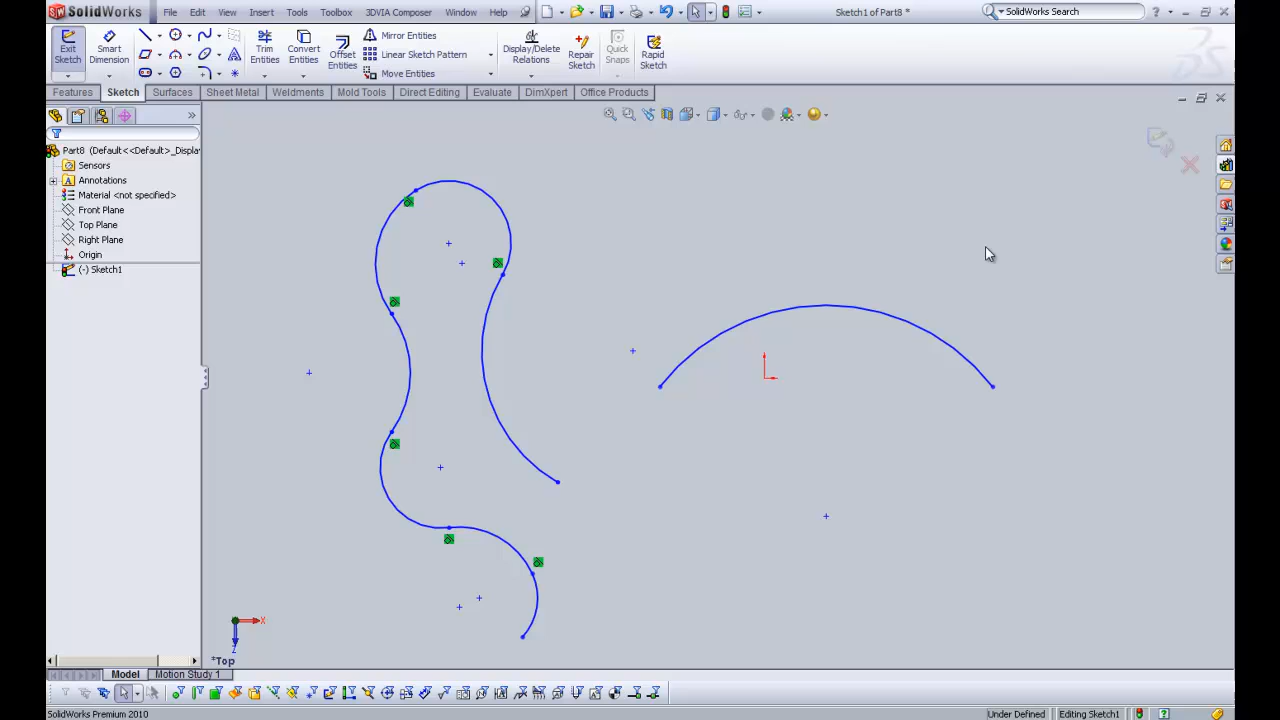 SolidWorks File Edit View Insert Tools Toolbox 3DVIA Composer Window Help Sketch1 of Part8 * SolidWorks Search
Exit Sketch
Smart Dimension
Trim Entities
Convert Entities
Offset Entities
Mirror Entities
Linear Sketch Pattern
Move Entities
Display/Delete Relations
Repair Sketch
Quick Snaps
Rapid Sketch
Features Sketch Surfaces Sheet Metal Weldments Mold Tools Direct Editing Evaluate DimXpert Office Products
Part8 (Default<<Default>_Displa
Sensors
Annotations
Material <not specified>
Front Plane
Top Plane
Right Plane
Origin
(-) Sketch1
X
Z
*Top
Model Motion Study 1
SolidWorks Premium 2010 Under Defined Editing Sketch1